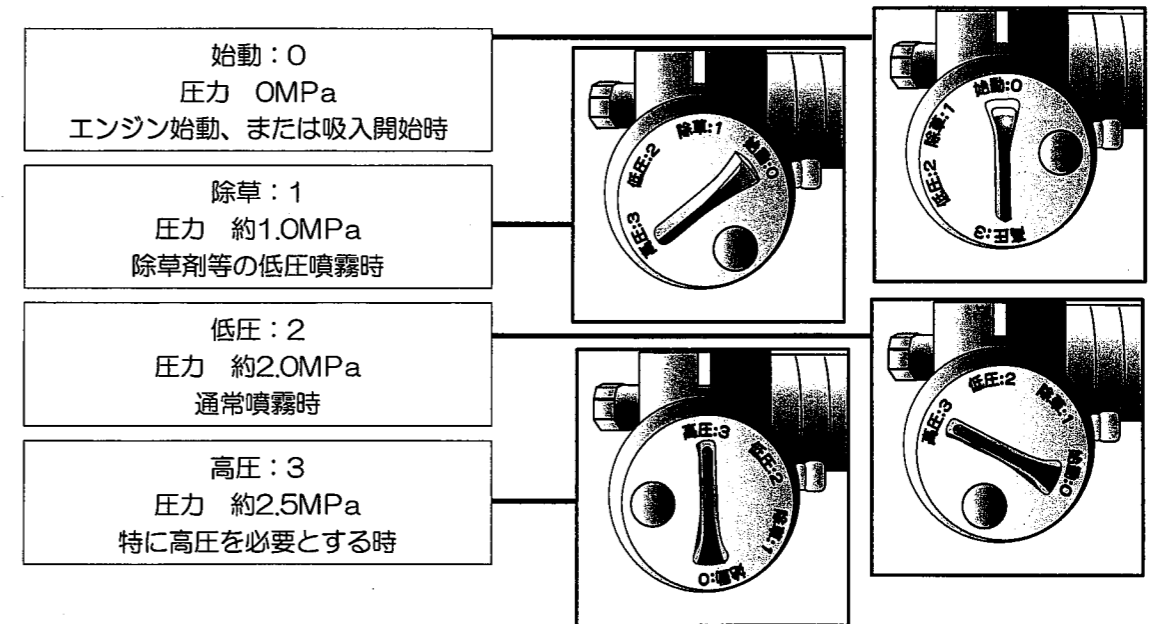 始動：0
圧力　0MPa
エンジン始動、または吸入開始時
除草：1
圧力　約1.0MPa
除草剤等の低圧噴霧時
低圧：2
圧力　約2.0MPa
通常噴霧時
高圧：3
圧力　約2.5MPa
特に高圧を必要とする時
始動:0
除草:1
低圧:2
高圧:3
始動:0
除草:1
低圧:2
高圧:3
始動:0
除草:1
低圧:2
高圧:3
始動:0
除草:1
低圧:2
高圧:3